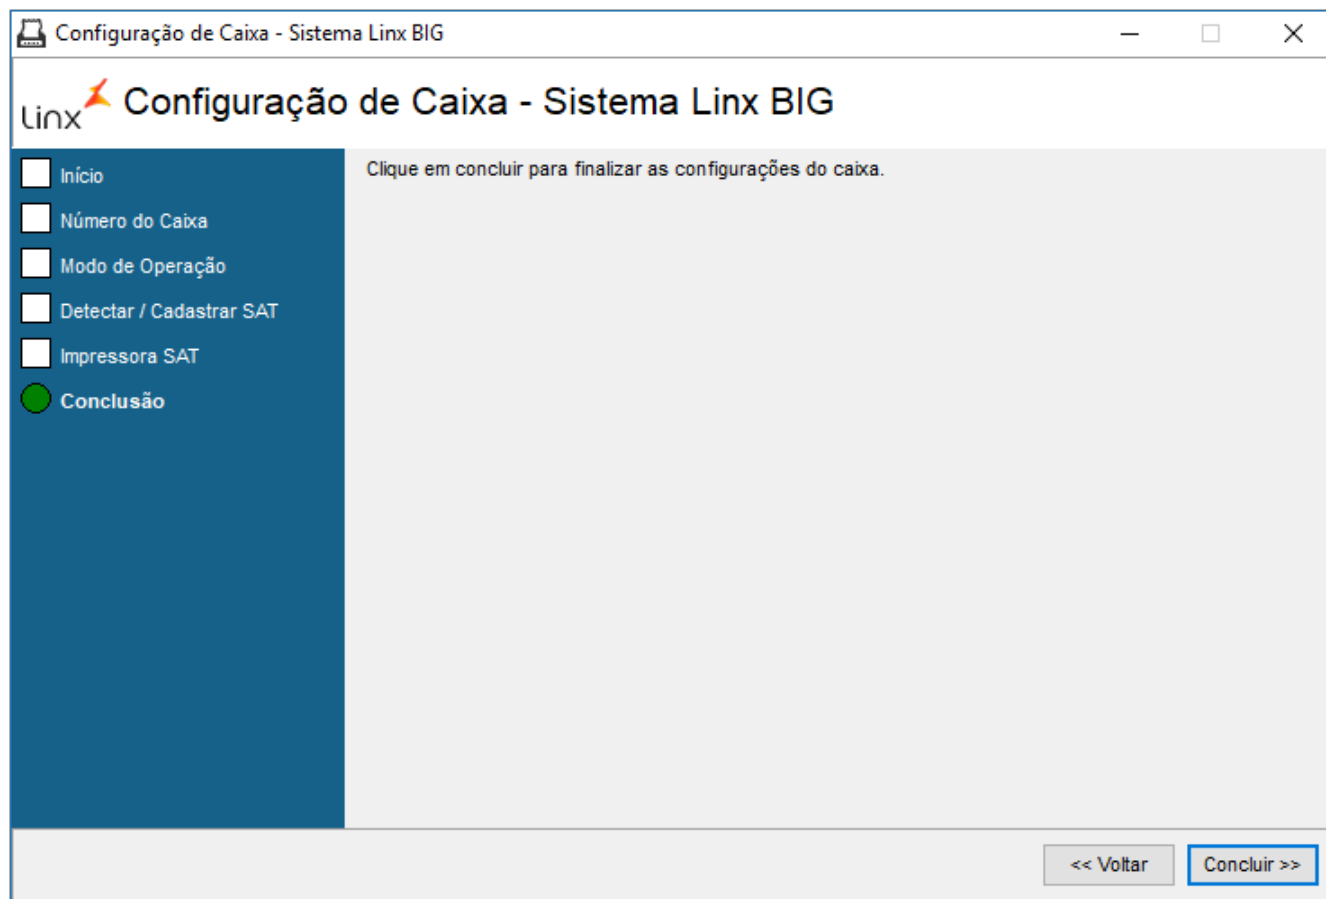 Configuração de Caixa - Sistema Linx BIG
Linx Configuração de Caixa - Sistema Linx BIG
Início
Número do Caixa
Modo de Operação
Detectar / Cadastrar SAT
Impressora SAT
Conclusão
Clique em concluir para finalizar as configurações do caixa.
<< Voltar
Concluir >>